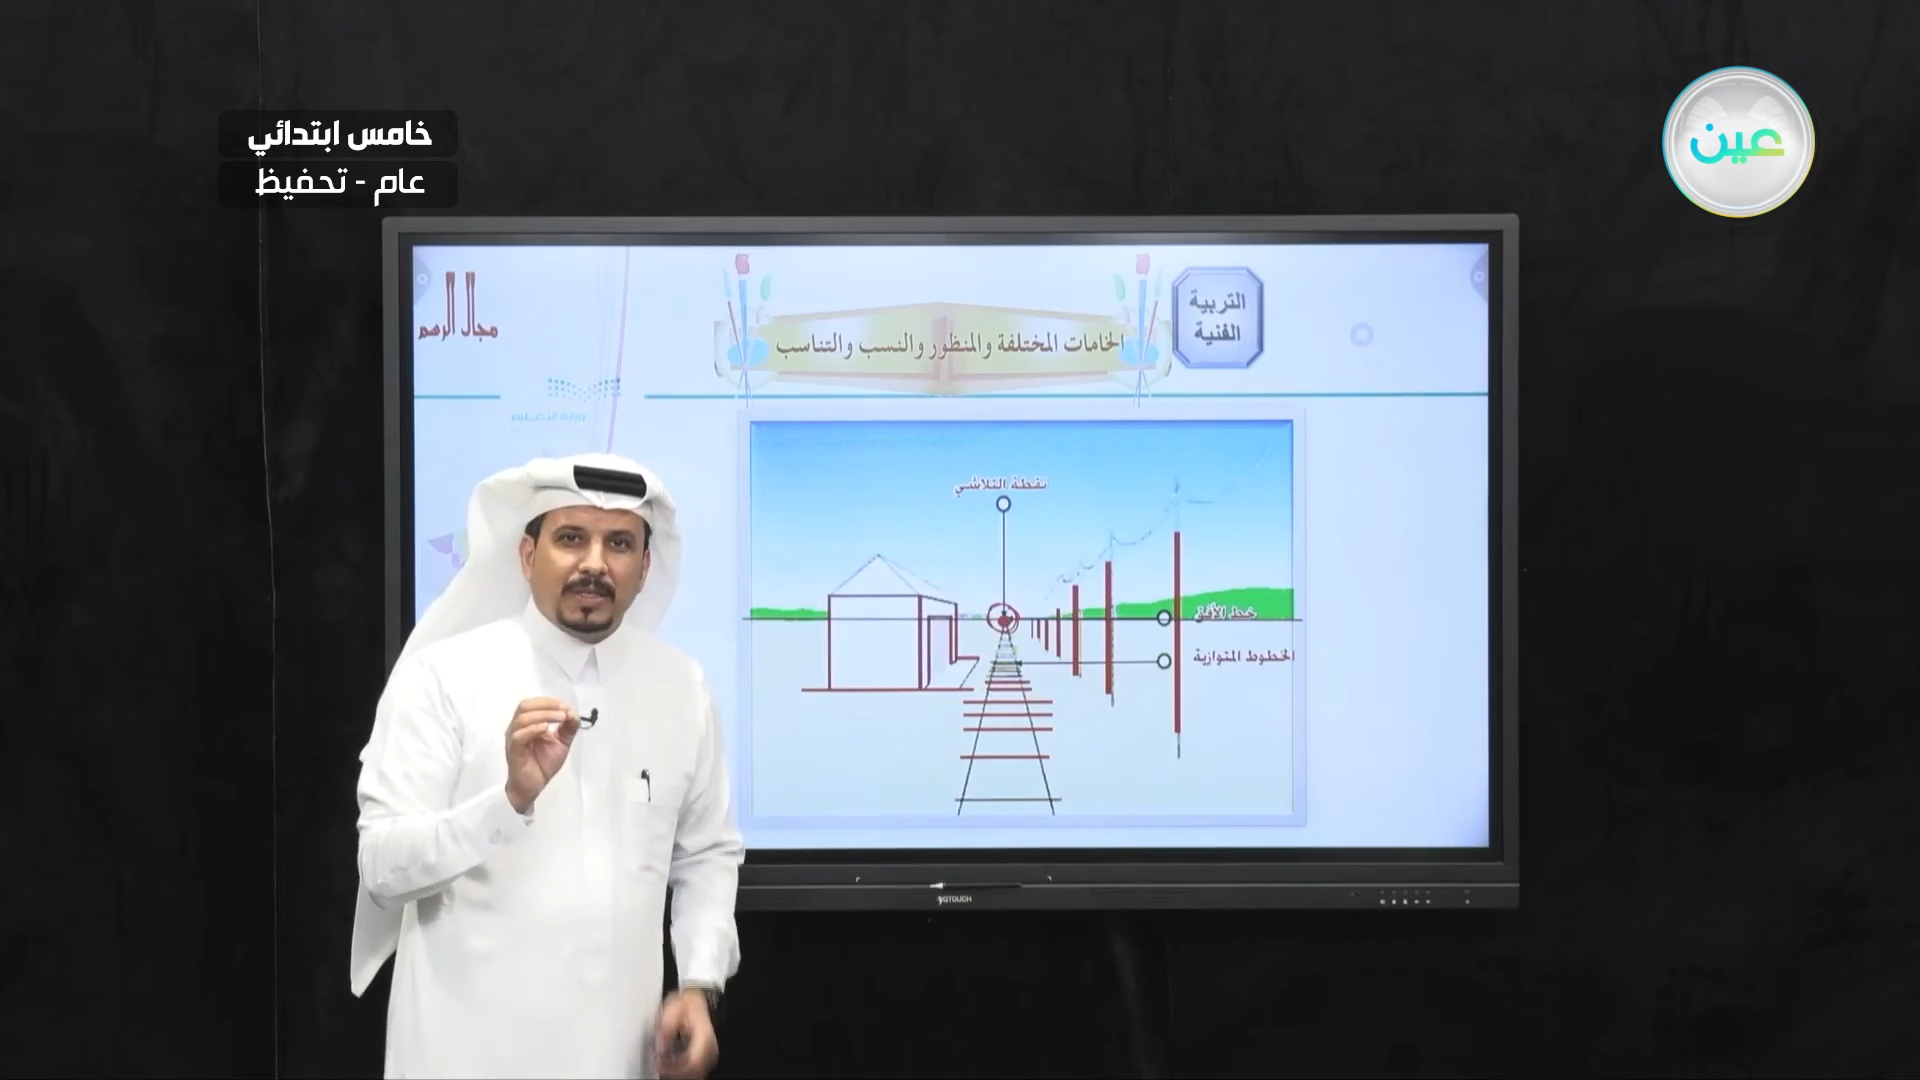 خامس ابتدائي
عام - تحفيظ
عين
التربية
الفنية
الخامات المختلفة والمنظور والنسب والتناسب
مجال الرسم
وزارة التعليم
نقطة التلاشي
خط الأفق
الخطوط المتوازية